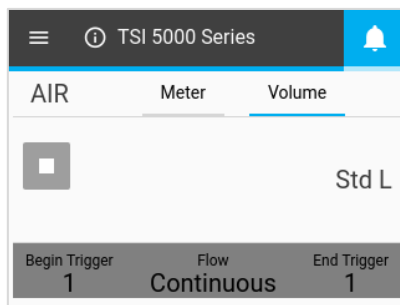 TSI 5000 Series
AIR Meter Volume
Std L
Begin Trigger Flow End Trigger
1 Continuous 1